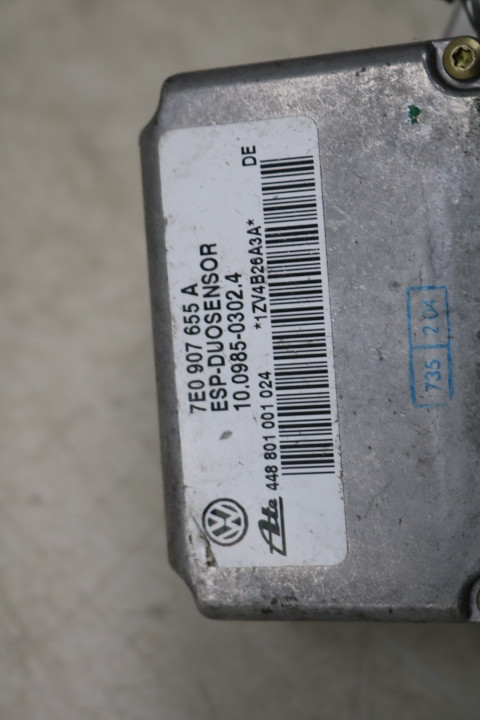 7E0 907 655 A
ESP-DUOSENSOR
10.0985-0302.4
*1ZV4B26A3A* DE
448 801 001 024
Ate
735 2 04